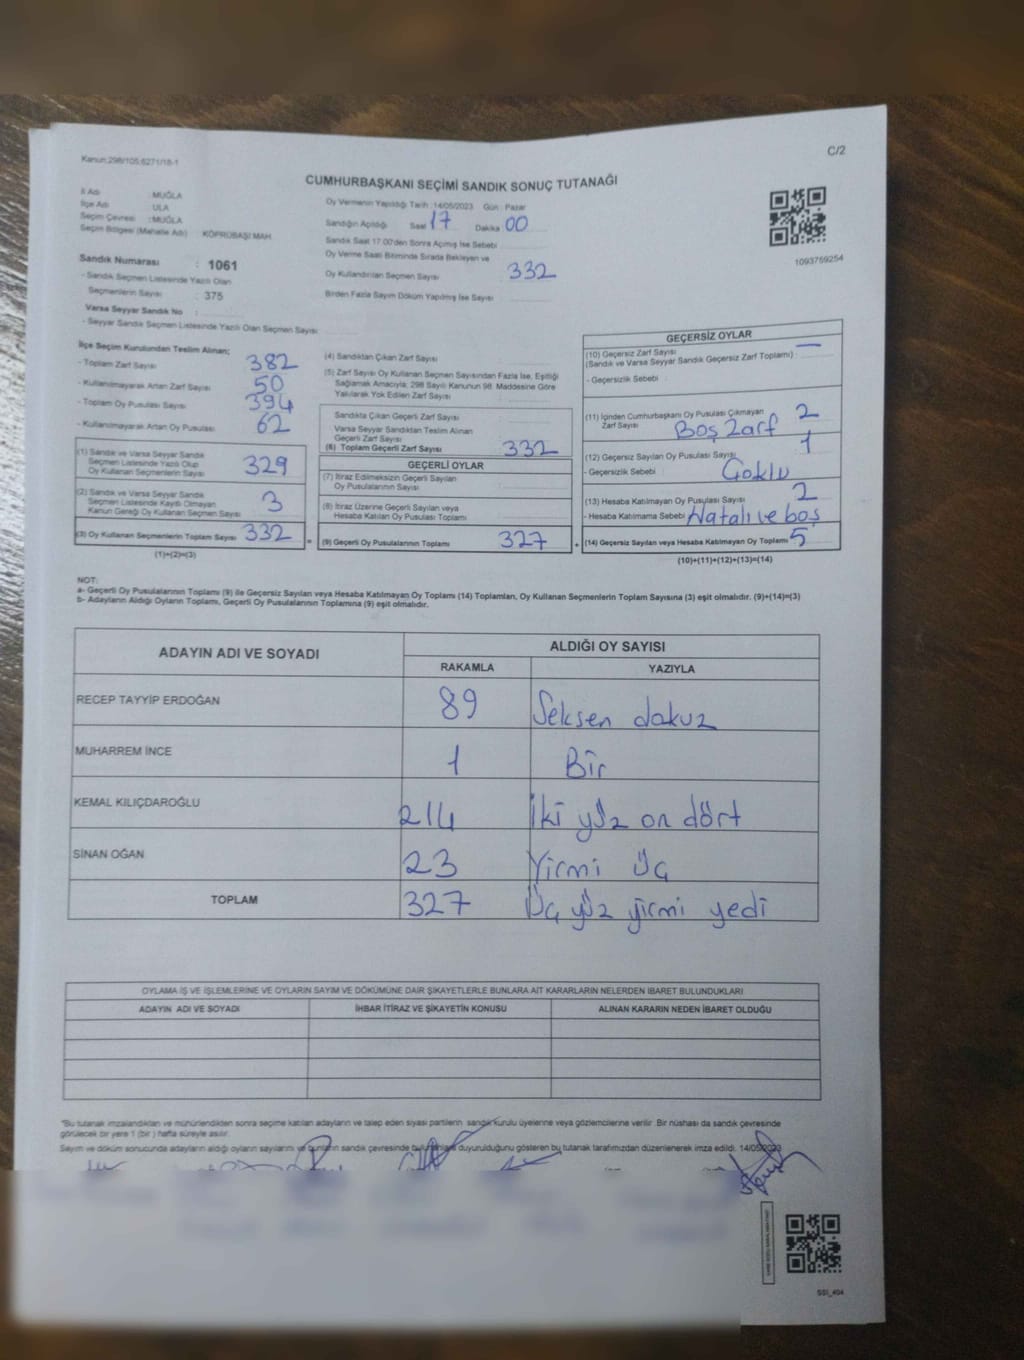 Kanun:298/105,6271/18-1
C/2
CUMHURBAŞKANI SEÇİMİ SANDIK SONUÇ TUTANAĞI
İl Adı : MUĞLA
İlçe Adı : ULA
Seçim Çevresi : MUĞLA
Seçim Bölgesi (Mahalle Adı) KÖPRÜBAŞI MAH.
Sandık Numarası : 1061
- Sandık Seçmen Listesinde Yazılı Olan
Seçmenlerin Sayısı : 375
Varsa Seyyar Sandık No :
- Seyyar Sandık Seçmen Listesinde Yazılı Olan Seçmen Sayısı :
Oy Vermenin Yapıldığı Tarih : 14/05/2023 Gün : Pazar
Sandığın Açıldığı Saat 17 Dakika 00
Sandık Saat 17:00'den Sonra Açılmış İse Sebebi
Oy Verme Saati Bitiminde Sırada Bekleyen ve
Oy Kullandırılan Seçmen Sayısı 332
Birden Fazla Sayım Döküm Yapılmış İse Sayısı
1093769254
İlçe Seçim Kurulundan Teslim Alınan;
- Toplam Zarf Sayısı 382
- Kullanılmayarak Artan Zarf Sayısı 50
- Toplam Oy Pusulası Sayısı 394
- Kullanılmayarak Artan Oy Pusulası 62
(1) Sandık ve Varsa Seyyar Sandık
Seçmen Listesinde Yazılı Olup
Oy Kullanan Seçmenlerin Sayısı 329
(2) Sandık ve Varsa Seyyar Sandık
Seçmen Listesinde Kayıtlı Olmayan
Kanun Gereği Oy Kullanan Seçmen Sayısı 3
(3) Oy Kullanan Seçmenlerin Toplam Sayısı 332
(1)+(2)=(3)
(4) Sandıktan Çıkan Zarf Sayısı
(5) Zarf Sayısı Oy Kullanan Seçmen Sayısından Fazla İse, Eşitliği
Sağlamak Amacıyla; 298 Sayılı Kanunun 98. Maddesine Göre
Yakılarak Yok Edilen Zarf Sayısı
Sandıkta Çıkan Geçerli Zarf Sayısı
Varsa Seyyar Sandıktan Teslim Alınan
Geçerli Zarf Sayısı
(6) Toplam Geçerli Zarf Sayısı 332
GEÇERLİ OYLAR
(7) İtiraz Edilmeksizin Geçerli Sayılan
Oy Pusulalarının Sayısı
(8) İtiraz Üzerine Geçerli Sayılan veya
Hesaba Katılan Oy Pusulası Toplamı
= (9) Geçerli Oy Pusulalarının Toplamı 327 +
GEÇERSİZ OYLAR
(10) Geçersiz Zarf Sayısı
(Sandık ve Varsa Seyyar Sandık Geçersiz Zarf Toplamı) : —
- Geçersizlik Sebebi :
(11) İçinden Cumhurbaşkanı Oy Pusulası Çıkmayan 2
Zarf Sayısı Boş Zarf
(12) Geçersiz Sayılan Oy Pusulası Sayısı 1
- Geçersizlik Sebebi Çoklu
(13) Hesaba Katılmayan Oy Pusulası Sayısı 2
- Hesaba Katılmama Sebebi Hatalı ve boş
(14) Geçersiz Sayılan veya Hesaba Katılmayan Oy Toplamı 5
(10)+(11)+(12)+(13)=(14)
NOT:
a- Geçerli Oy Pusulalarının Toplamı (9) ile Geçersiz Sayılan veya Hesaba Katılmayan Oy Toplamı (14) Toplamları, Oy Kullanan Seçmenlerin Toplam Sayısına (3) eşit olmalıdır. (9)+(14)=(3)
b- Adayların Aldığı Oyların Toplamı, Geçerli Oy Pusulalarının Toplamına (9) eşit olmalıdır.
ADAYIN ADI VE SOYADI
ALDIĞI OY SAYISI
RAKAMLA YAZIYLA
RECEP TAYYİP ERDOĞAN 89 Seksen dokuz
MUHARREM İNCE 1 Bir
KEMAL KILIÇDAROĞLU 214 İki yüz on dört
SİNAN OĞAN 23 Yirmi üç
TOPLAM 327 Üç yüz yirmi yedi
OYLAMA İŞ VE İŞLEMLERİNE VE OYLARIN SAYIM VE DÖKÜMÜNE DAİR ŞİKAYETLERLE BUNLARA AİT KARARLARIN NELERDEN İBARET BULUNDUKLARI
ADAYIN ADI VE SOYADI İHBAR İTİRAZ VE ŞİKAYETİN KONUSU ALINAN KARARIN NEDEN İBARET OLDUĞU
*Bu tutanak imzalandıktan ve mühürlendikten sonra seçime katılan adayların ve talep eden siyasi partilerin sandık kurulu üyelerine veya gözlemcilerine verilir. Bir nüshası da sandık çevresinde
görülecek bir yere 1 (bir) hafta süreyle asılır.
Sayım ve döküm sonucunda adayların aldığı oyların sayılarını ve bunların sandık çevresinde duyurulduğunu gösteren bu tutanak tarafımızdan düzenlenerek imza edildi. 14/05/2023
SSI_404